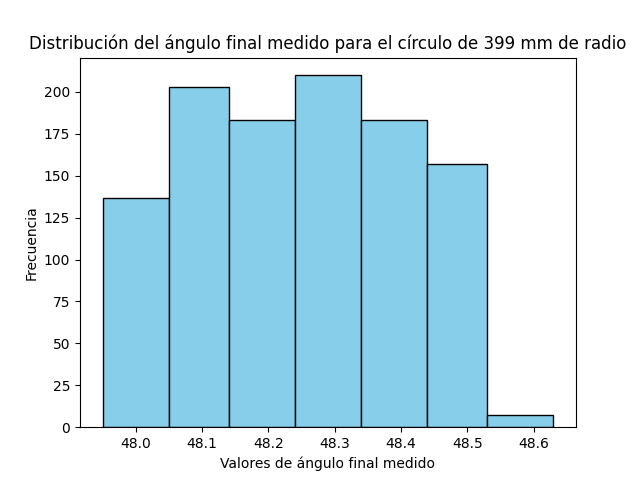 Distribución del ángulo final medido para el círculo de 399 mm de radio
200
175
150
125
100
75
50
25
0
Frecuencia
48.0 48.1 48.2 48.3 48.4 48.5 48.6
Valores de ángulo final medido